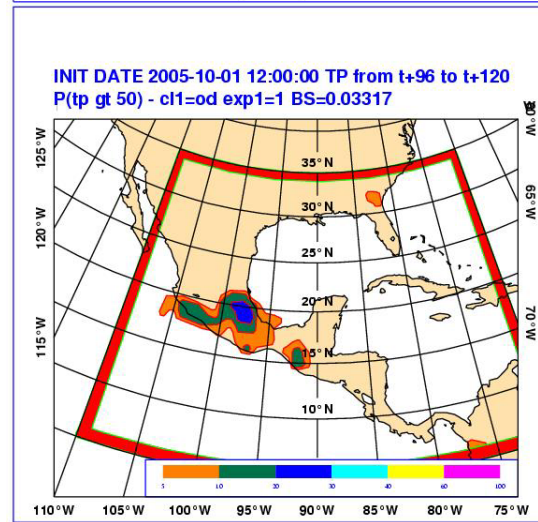 INIT DATE 2005-10-01 12:00:00 TP from t+96 to t+120
P(tp gt 50) - cl1=od exp1=1 BS=0.03317
125°W
120°W
115°W
35°N
30°N
25°N
20°N
15°N
10°N
65°W
70°W
5 10 20 30 40 60 100
110°W 105°W 100°W 95°W 90°W 85°W 80°W 75°W